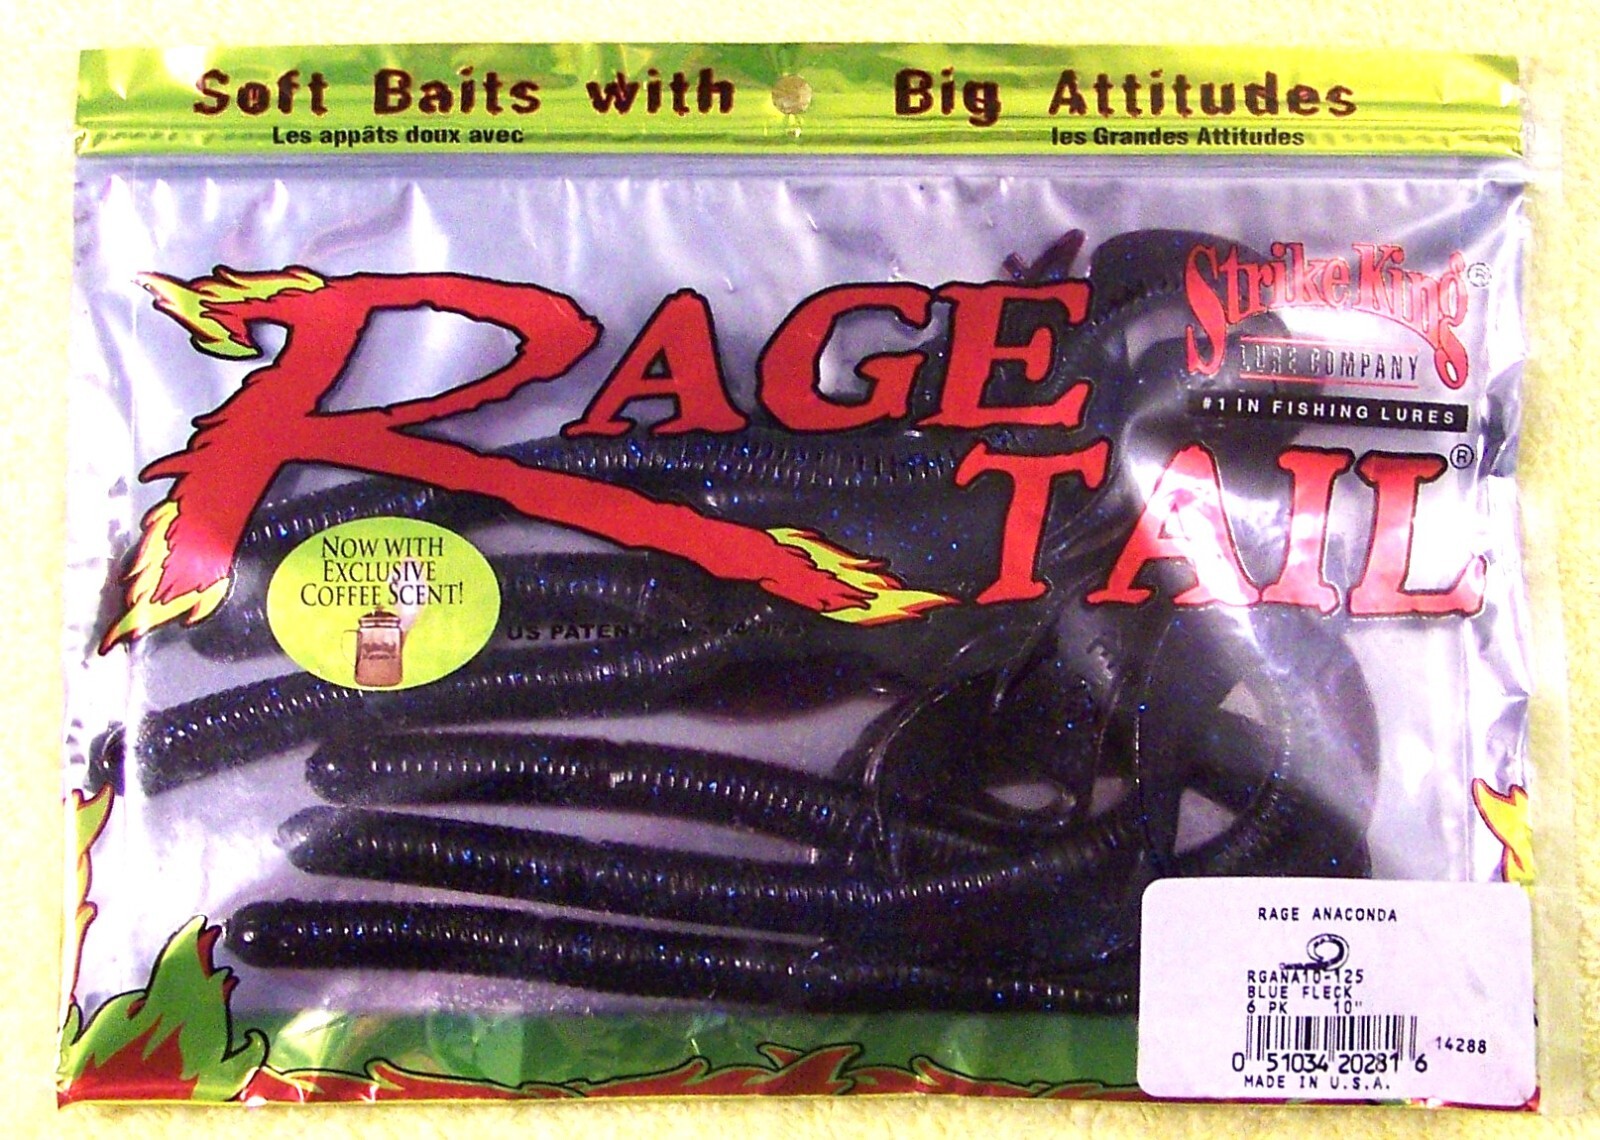 Soft Baits with Big Attitudes
Les appâts doux avec les Grandes Attitudes
Strike King®
LURE COMPANY
#1 IN FISHING LURES
RAGE
TAIL®
NOW WITH
EXCLUSIVE
COFFEE SCENT!
US PATENT
RAGE ANACONDA
RGANA10-125
BLUE FLECK
6 PK 10"
14288
0 51034 20281 6
MADE IN U.S.A.